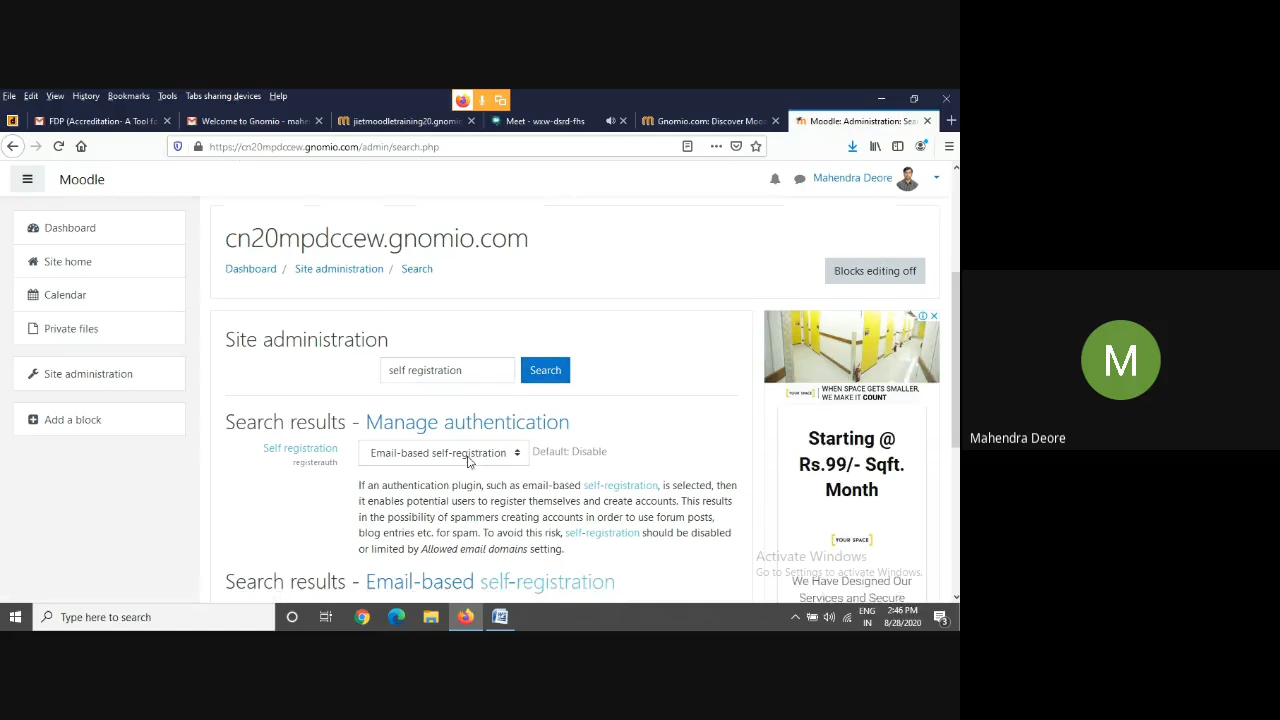 File Edit View History Bookmarks Tools Tabs sharing devices Help
FDP (Accreditation- A Tool fo
Welcome to Gnomio - mahe
jietmoodletraining20.gnomio.
Meet - wxw-dsrd-fhs
Gnomio.com: Discover Moo
Moodle: Administration: Sea
https://cn20mpdccew.gnomio.com/admin/search.php
Moodle
Mahendra Deore
Dashboard
Site home
Calendar
Private files
Site administration
Add a block
cn20mpdccew.gnomio.com
Dashboard / Site administration / Search
Blocks editing off
Site administration
self registration
Search
Search results - Manage authentication
Self registration
registerauth
Email-based self-registration
Default: Disable
If an authentication plugin, such as email-based self-registration, is selected, then
it enables potential users to register themselves and create accounts. This results
in the possibility of spammers creating accounts in order to use forum posts,
blog entries etc. for spam. To avoid this risk, self-registration should be disabled
or limited by Allowed email domains setting.
Search results - Email-based self-registration
[YOUR SPACE]
WHEN SPACE GETS SMALLER,
WE MAKE IT COUNT
Starting @
Rs.99/- Sqft.
Month
[YOUR SPACE]
We Have Designed Our
Services and Secure
Activate Windows
Go to Settings to activate Windows.
Type here to search
ENG
IN
2:46 PM
8/28/2020
3
M
Mahendra Deore